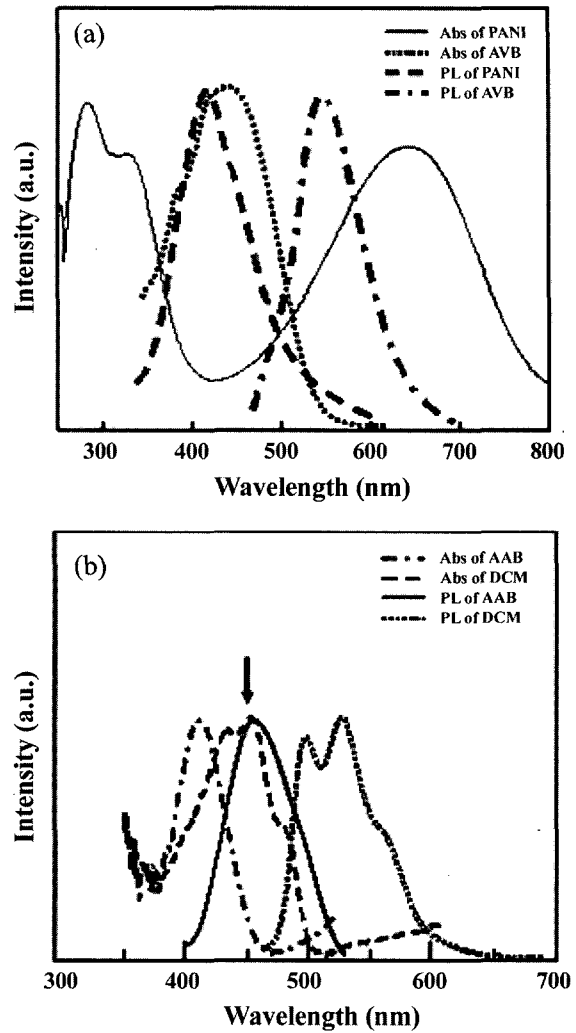 (a)
Abs of PANI
Abs of AVB
PL of PANI
PL of AVB
Intensity (a.u.)
300 400 500 600 700 800
Wavelength (nm)
(b)
Abs of AAB
Abs of DCM
PL of AAB
PL of DCM
Intensity (a.u.)
300 400 500 600 700
Wavelength (nm)